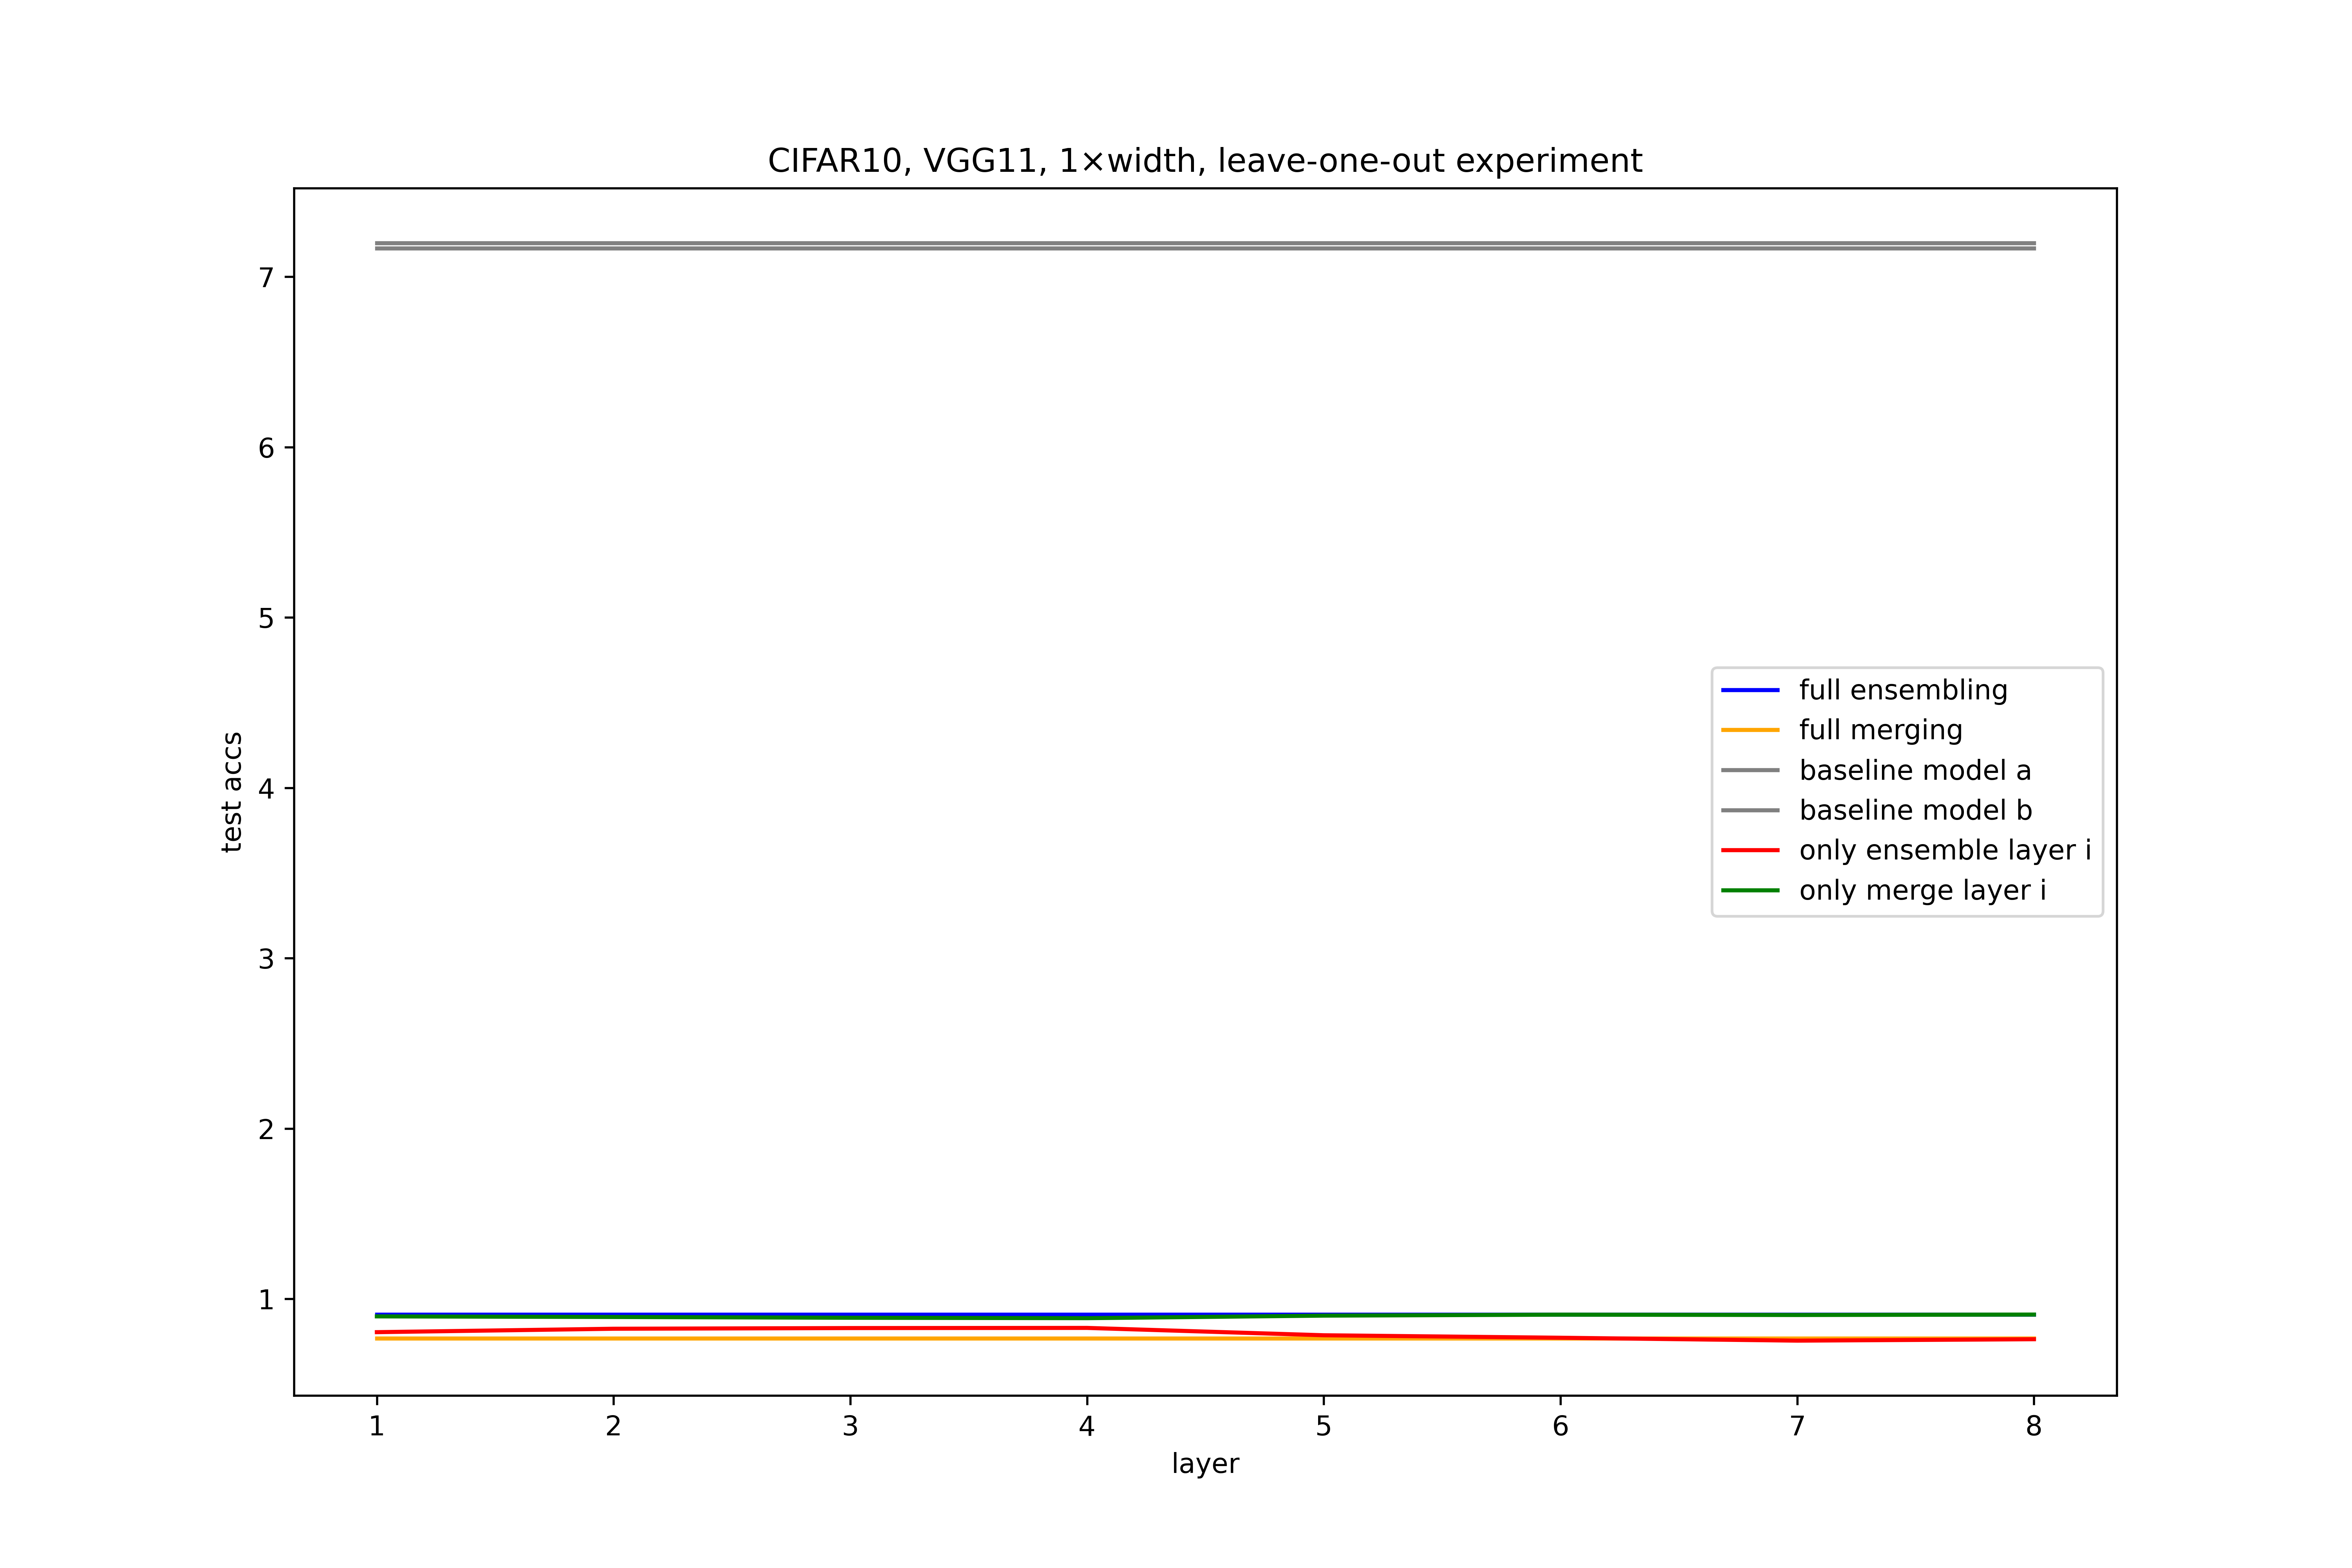 CIFAR10, VGG11, 1×width, leave-one-out experiment
7
6
5
4
3
2
1
test accs
full ensembling
full merging
baseline model a
baseline model b
only ensemble layer i
only merge layer i
1 2 3 4 5 6 7 8
layer